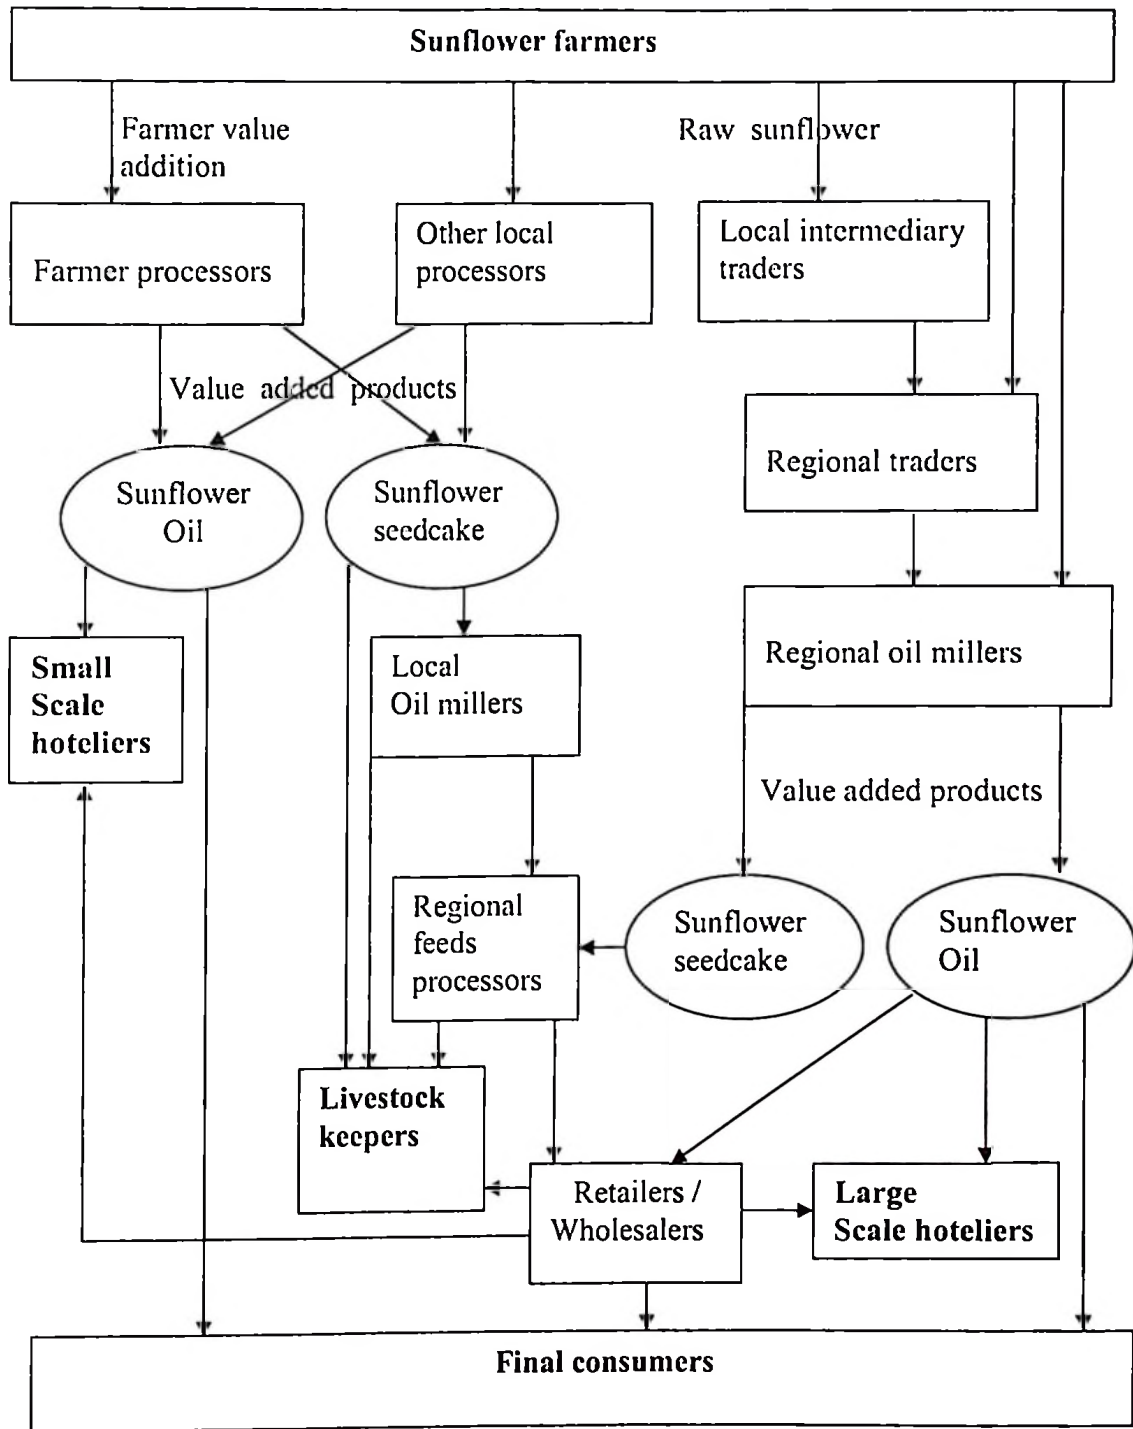 Sunflower farmers
Farmer value
addition
Raw sunflower
Farmer processors
Other local
processors
Local intermediary
traders
Value added products
Regional traders
Sunflower
Oil
Sunflower
seedcake
Small
Scale
hoteliers
Local
Oil millers
Regional oil millers
Value added products
Regional
feeds
processors
Sunflower
seedcake
Sunflower
Oil
Livestock
keepers
Retailers /
Wholesalers
Large
Scale hoteliers
Final consumers